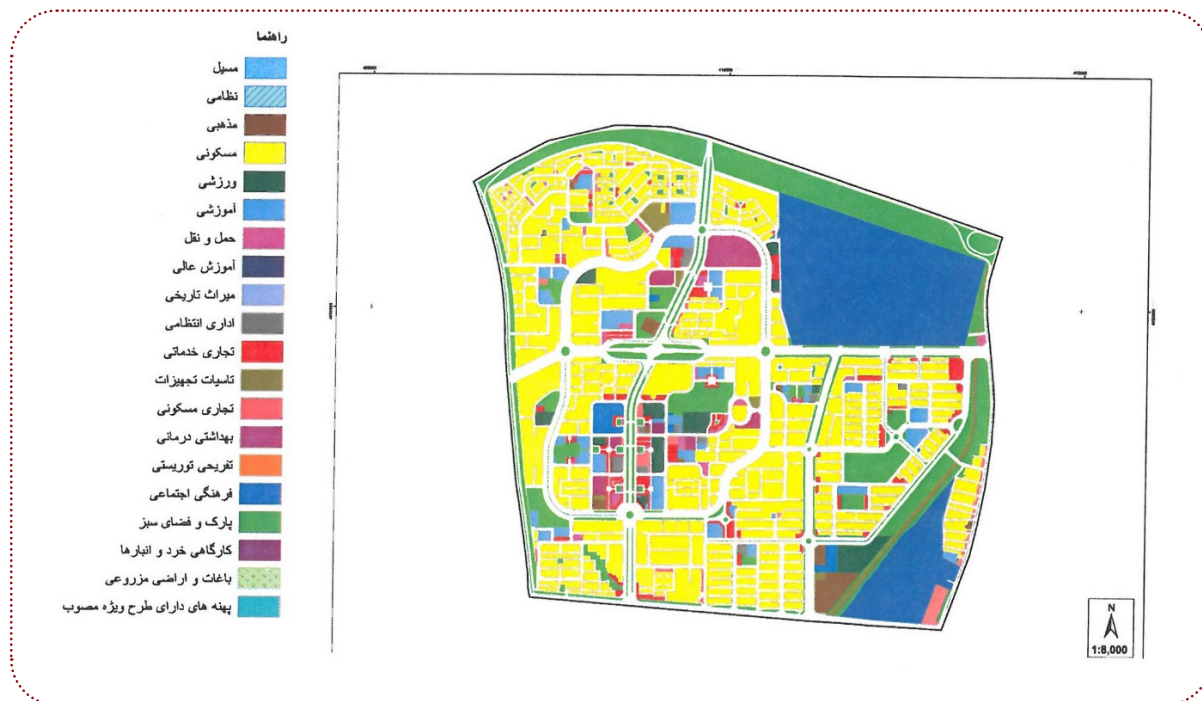 راهنما
مسیل
نظامی
مذهبی
مسکونی
ورزشی
آموزشی
حمل و نقل
آموزش عالی
میراث تاریخی
اداری انتظامی
تجاری خدماتی
تاسیات تجهیزات
تجاری مسکونی
بهداشتی درمانی
تفریحی توریستی
فرهنگی اجتماعی
پارک و فضای سبز
کارگاهی خرد و انبارها
باغات و اراضی مزروعی
پهنه های دارای طرح ویژه مصوب
N
1:8,000